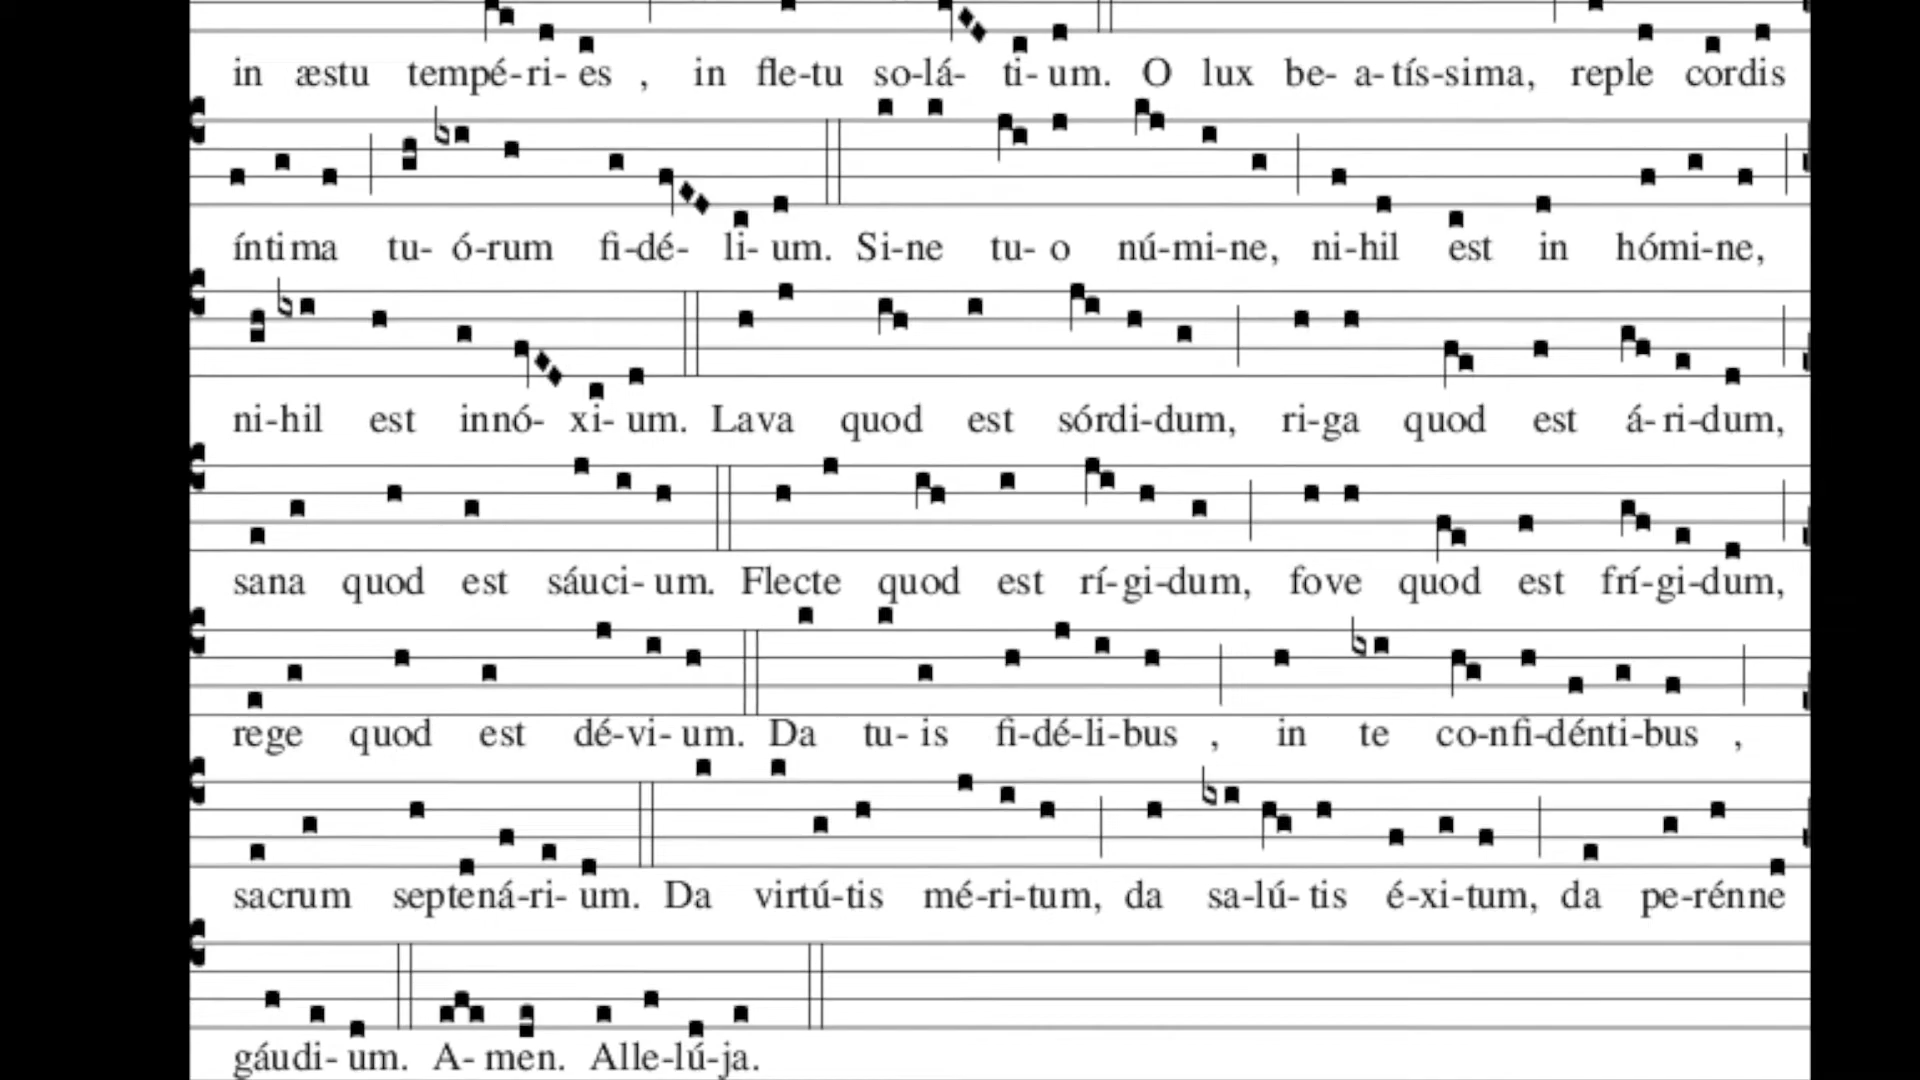 in æstu tempé-ri- es , in fle-tu so-lá- ti- um. O lux be- a-tís-sima, reple cordis
íntima tu- ó-rum fi-dé- li- um. Si-ne tu- o nú-mi-ne, ni-hil est in hómi-ne,
ni-hil est innó- xi- um. Lava quod est sórdi-dum, ri-ga quod est á-ri-dum,
sana quod est sáuci- um. Flecte quod est rí-gi-dum, fove quod est frí-gi-dum,
rege quod est dé-vi- um. Da tu- is fi-dé-li-bus , in te co-nfi-dénti-bus ,
sacrum septená-ri- um. Da virtú-tis mé-ri-tum, da sa-lú- tis é-xi-tum, da pe-rénne
gáudi- um. A- men. Alle-lú-ja.